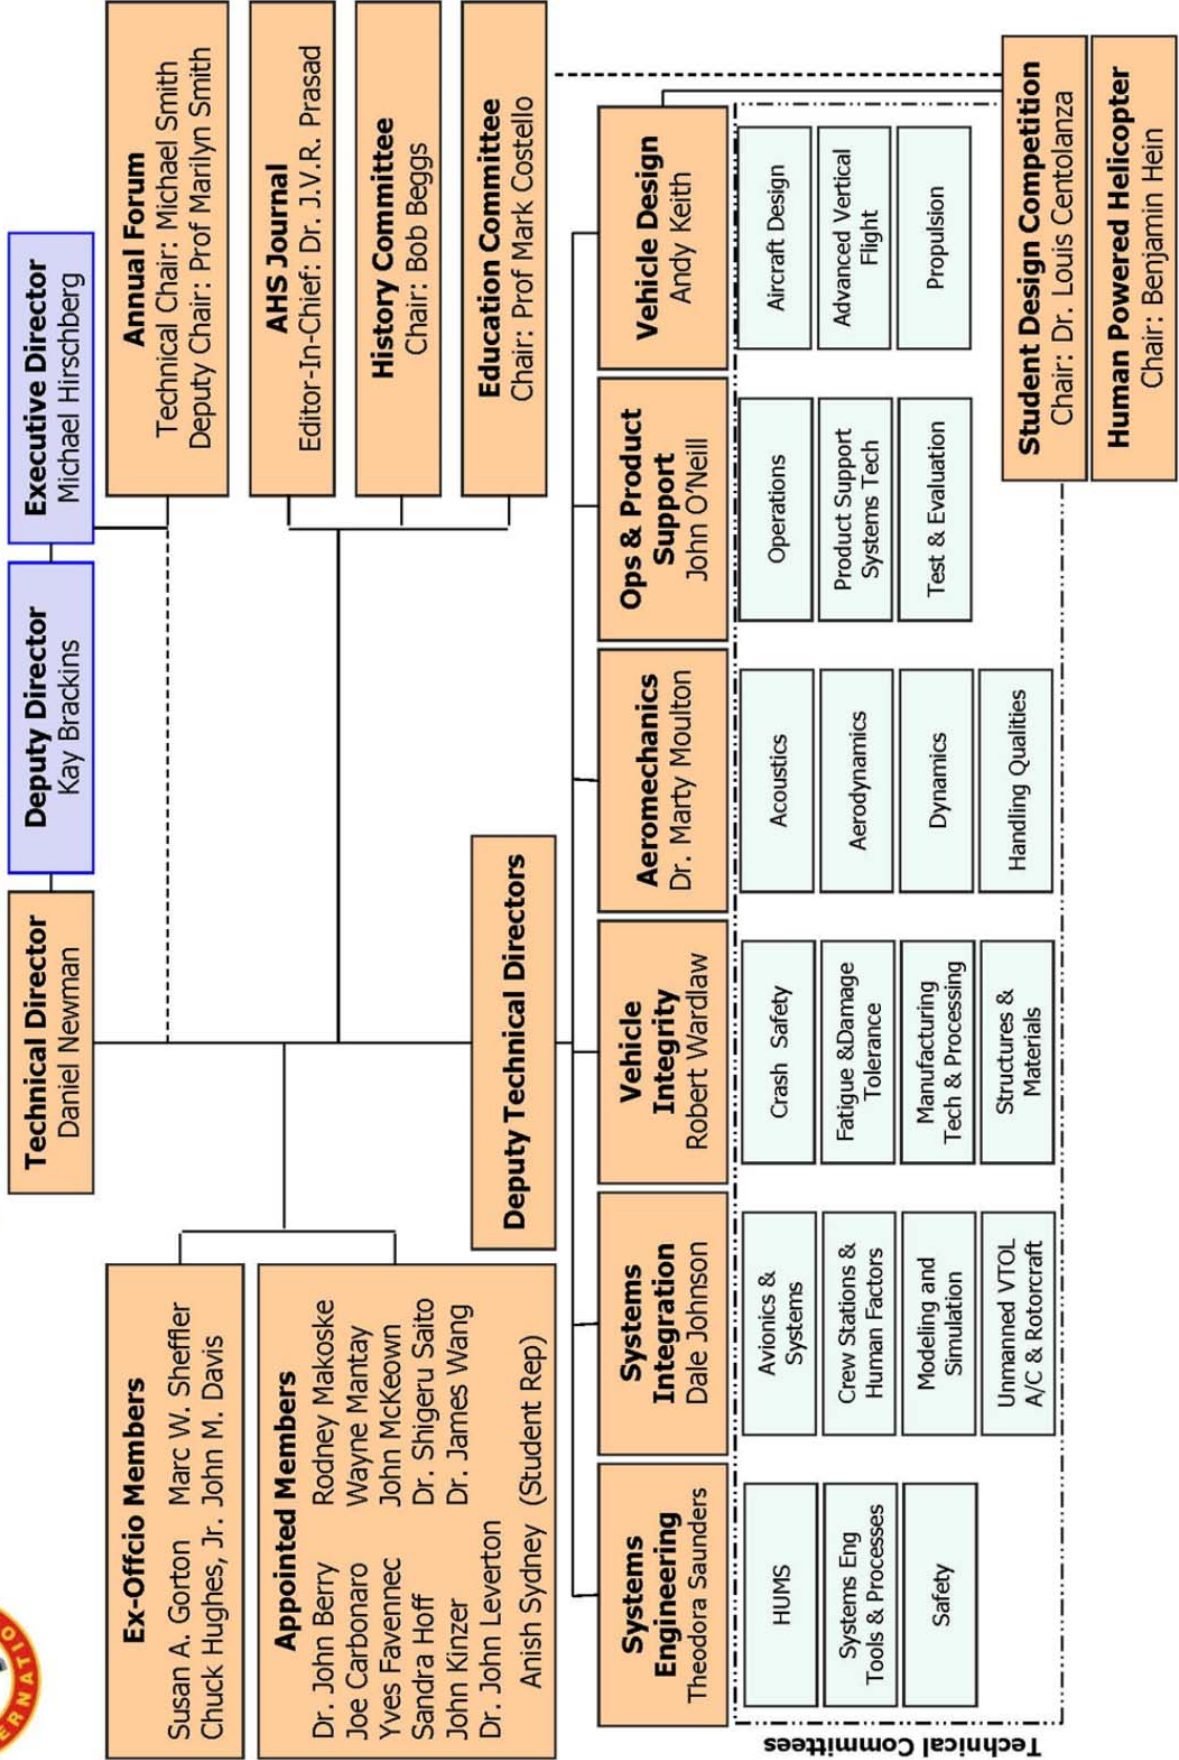 ERNATIO
Technical Director
Daniel Newman
Deputy Director
Kay Brackins
Executive Director
Michael Hirschberg
Ex-Offcio Members
Susan A. Gorton Marc W. Sheffler
Chuck Hughes, Jr. John M. Davis
Appointed Members
Dr. John Berry Rodney Makoske
Joe Carbonaro Wayne Mantay
Yves Favennec John McKeown
Sandra Hoff Dr. Shigeru Saito
John Kinzer Dr. James Wang
Dr. John Leverton
Anish Sydney (Student Rep)
Annual Forum
Technical Chair: Michael Smith
Deputy Chair: Prof Marilyn Smith
AHS Journal
Editor-In-Chief: Dr. J.V.R. Prasad
History Committee
Chair: Bob Beggs
Education Committee
Chair: Prof Mark Costello
Deputy Technical Directors
Systems
Engineering
Theodora Saunders
Systems
Integration
Dale Johnson
Vehicle
Integrity
Robert Wardlaw
Aeromechanics
Dr. Marty Moulton
Ops & Product
Support
John O'Neill
Vehicle Design
Andy Keith
Technical Committees
HUMS
Systems Eng
Tools & Processes
Safety
Avionics &
Systems
Crew Stations &
Human Factors
Modeling and
Simulation
Unmanned VTOL
A/C & Rotorcraft
Crash Safety
Fatigue &Damage
Tolerance
Manufacturing
Tech & Processing
Structures &
Materials
Acoustics
Aerodynamics
Dynamics
Handling Qualities
Operations
Product Support
Systems Tech
Test & Evaluation
Aircraft Design
Advanced Vertical
Flight
Propulsion
Student Design Competition
Chair: Dr. Louis Centolanza
Human Powered Helicopter
Chair: Benjamin Hein